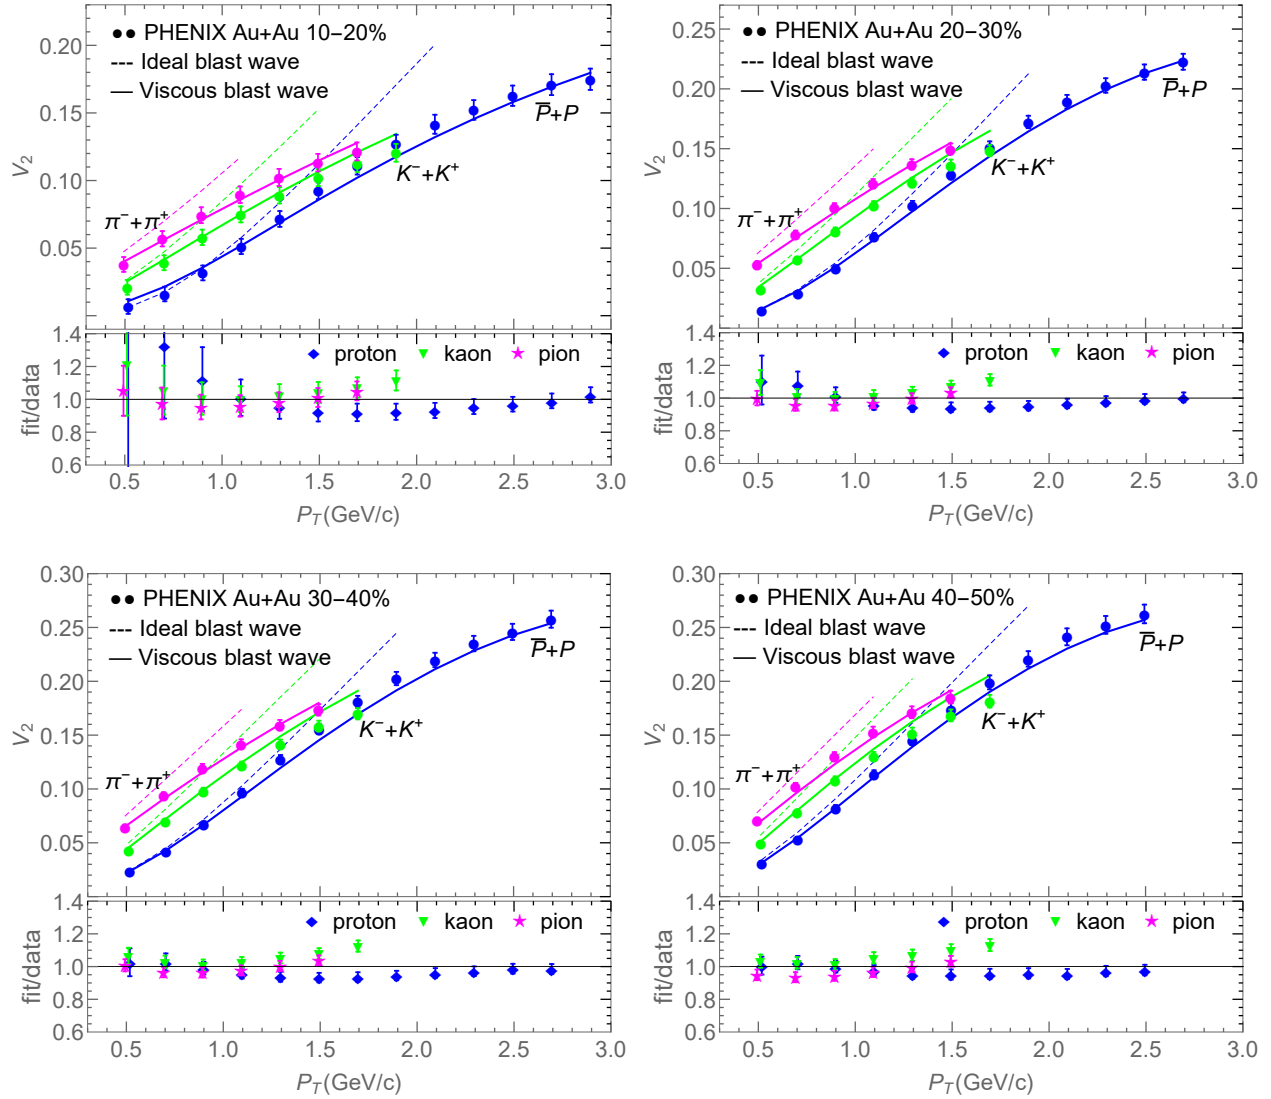 PHENIX Au+Au 10−20%
Ideal blast wave
Viscous blast wave
0.20
0.15
0.10
0.05
V2
P̅+P
K−+K+
π−+π+
proton kaon pion
1.4
1.2
1.0
0.8
0.6
fit/data
0.5 1.0 1.5 2.0 2.5 3.0
PT(GeV/c)
PHENIX Au+Au 20−30%
Ideal blast wave
Viscous blast wave
0.25
0.20
0.15
0.10
0.05
0.00
V2
P̅+P
K−+K+
π−+π+
proton kaon pion
1.4
1.2
1.0
0.8
0.6
fit/data
0.5 1.0 1.5 2.0 2.5 3.0
PT(GeV/c)
PHENIX Au+Au 30−40%
Ideal blast wave
Viscous blast wave
0.30
0.25
0.20
0.15
0.10
0.05
0.00
V2
P̅+P
K−+K+
π−+π+
proton kaon pion
1.4
1.2
1.0
0.8
0.6
fit/data
0.5 1.0 1.5 2.0 2.5 3.0
PT(GeV/c)
PHENIX Au+Au 40−50%
Ideal blast wave
Viscous blast wave
0.30
0.25
0.20
0.15
0.10
0.05
0.00
V2
P̅+P
K−+K+
π−+π+
proton kaon pion
1.4
1.2
1.0
0.8
0.6
fit/data
0.5 1.0 1.5 2.0 2.5 3.0
PT(GeV/c)